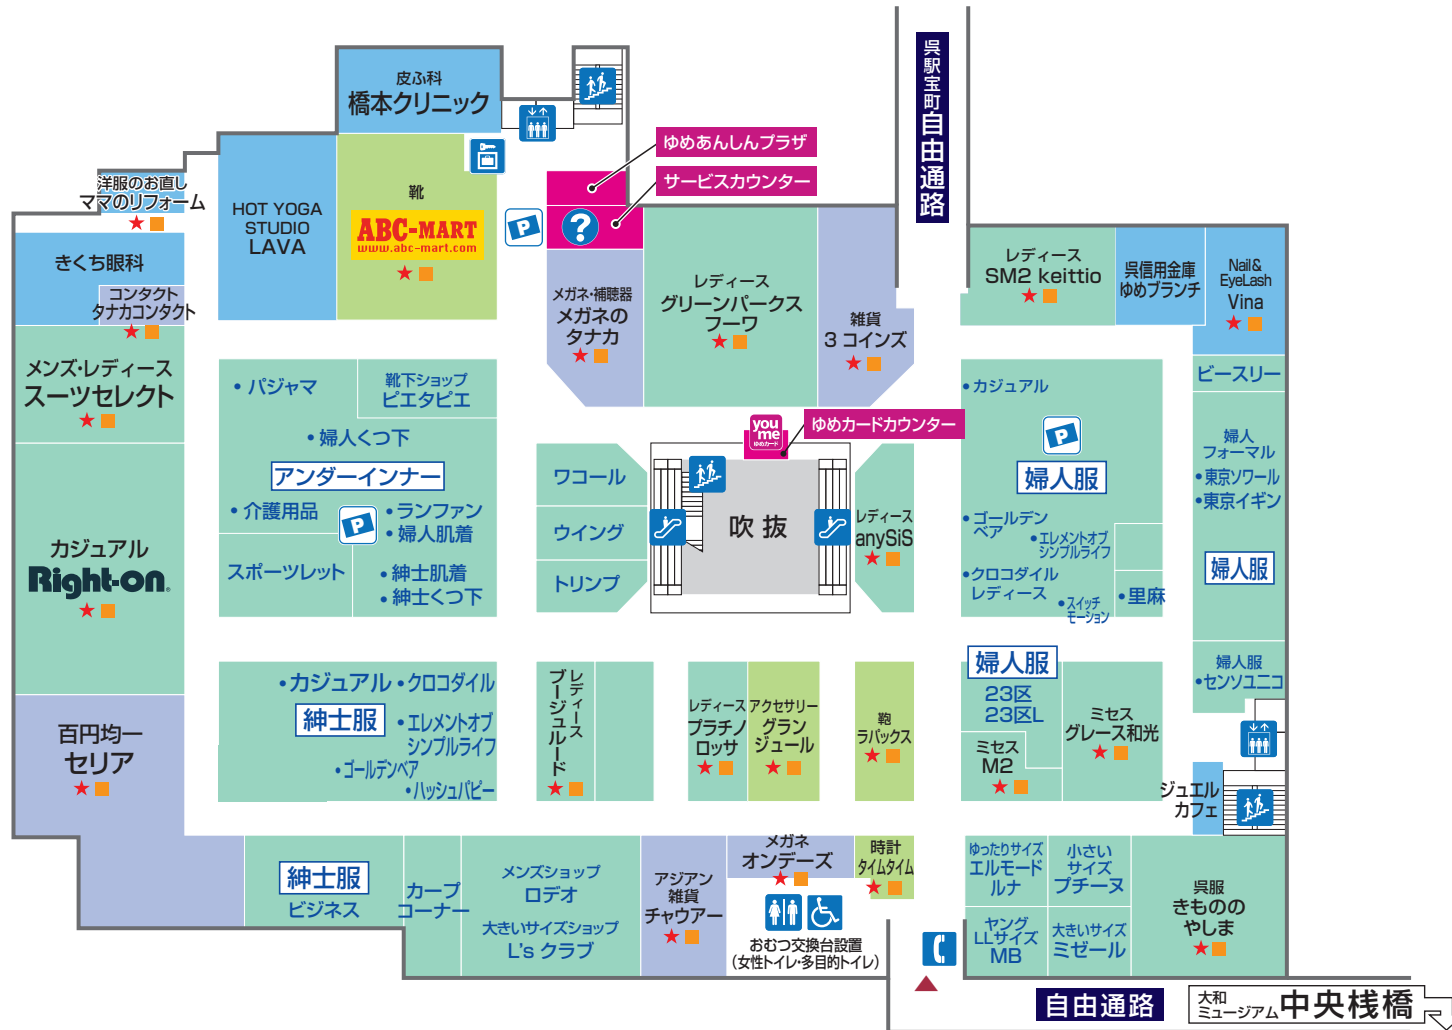 皮ふ科
橋本クリニック
呉駅宝町
自由通路
ゆめあんしんプラザ
サービスカウンター
P
?
洋服のお直し
ママのリフォーム
HOT YOGA
STUDIO
LAVA
靴
ABC-MART
www.abc-mart.com
きくち眼科
コンタクト
タナカコンタクト
メガネ・補聴器
メガネの
タナカ
レディース
グリーンパークス
フーワ
雑貨
3 コインズ
レディース
SM2 keittio
呉信用金庫
ゆめブランチ
Nail&
EyeLash
Vina
メンズ・レディース
スーツセレクト
・パジャマ
靴下ショップ
ピエタピエ
・婦人くつ下
アンダーインナー
・介護用品
P
・ランファン
・婦人肌着
スポーツレット
・紳士肌着
・紳士くつ下
you
me
ゆめカード
ゆめカードカウンター
ワコール
ウイング
トリンプ
吹抜
レディース
anySiS
・カジュアル
P
婦人服
・ゴールデン
ベア
・エレメントオブ
シンプルライフ
・クロコダイル
レディース
・スイッチ
モーション
・里麻
ビースリー
婦人
フォーマル
・東京ソワール
・東京イギン
婦人服
婦人服
・センソユニコ
カジュアル
Right-on.
百円均一
セリア
・カジュアル
・クロコダイル
紳士服
・エレメントオブ
シンプルライフ
・ゴールデンベア
・ハッシュパピー
レディース
ブージュルード
レディース
プラチノ
ロッサ
アクセサリー
グラン
ジュール
鞄
ラパックス
婦人服
23区
23区L
ミセス
M2
ミセス
グレース和光
ジュエル
カフェ
紳士服
ビジネス
カープ
コーナー
メンズショップ
ロデオ
大きいサイズショップ
L's クラブ
アジアン
雑貨
チャウアー
メガネ
オンデーズ
時計
タイムタイム
おむつ交換台設置
(女性トイレ・多目的トイレ)
ゆったりサイズ
エルモード
ルナ
小さい
サイズ
プチーヌ
ヤング
LLサイズ
MB
大きいサイズ
ミゼール
呉服
きものの
やしま
自由通路
大和
ミュージアム
中央桟橋